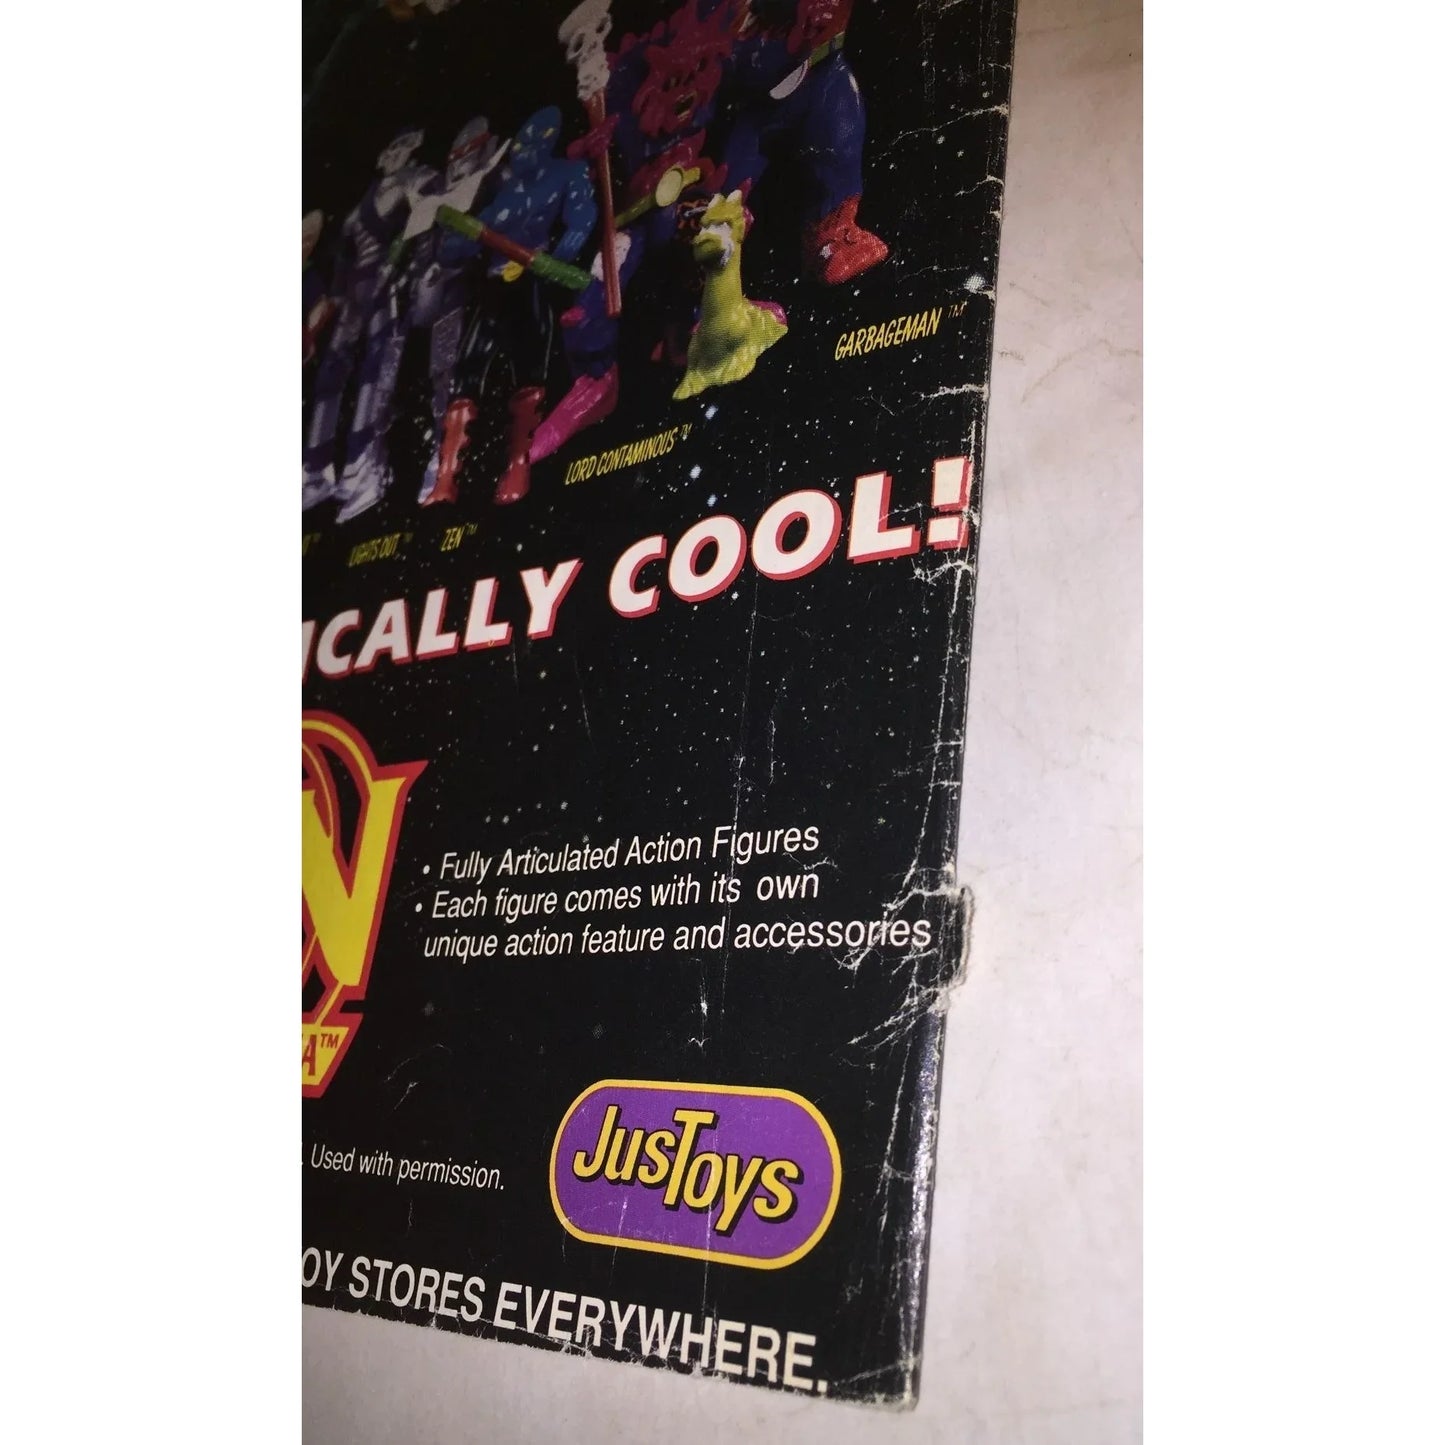 GARBAGEMAN™
LORD CONTAMINOUS™
LIGHTS OUT™ ZEN™
ICALLY COOL!
N
A™
• Fully Articulated Action Figures
• Each figure comes with its own
unique action feature and accessories
Used with permission.
JusToys
OY STORES EVERYWHERE.